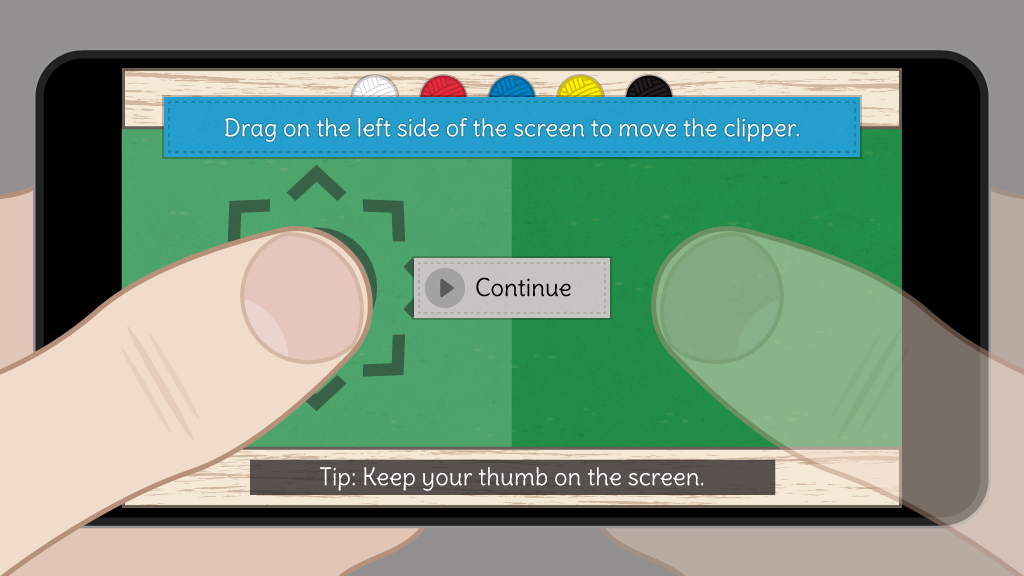 Drag on the left side of the screen to move the clipper.
Continue
Tip: Keep your thumb on the screen.